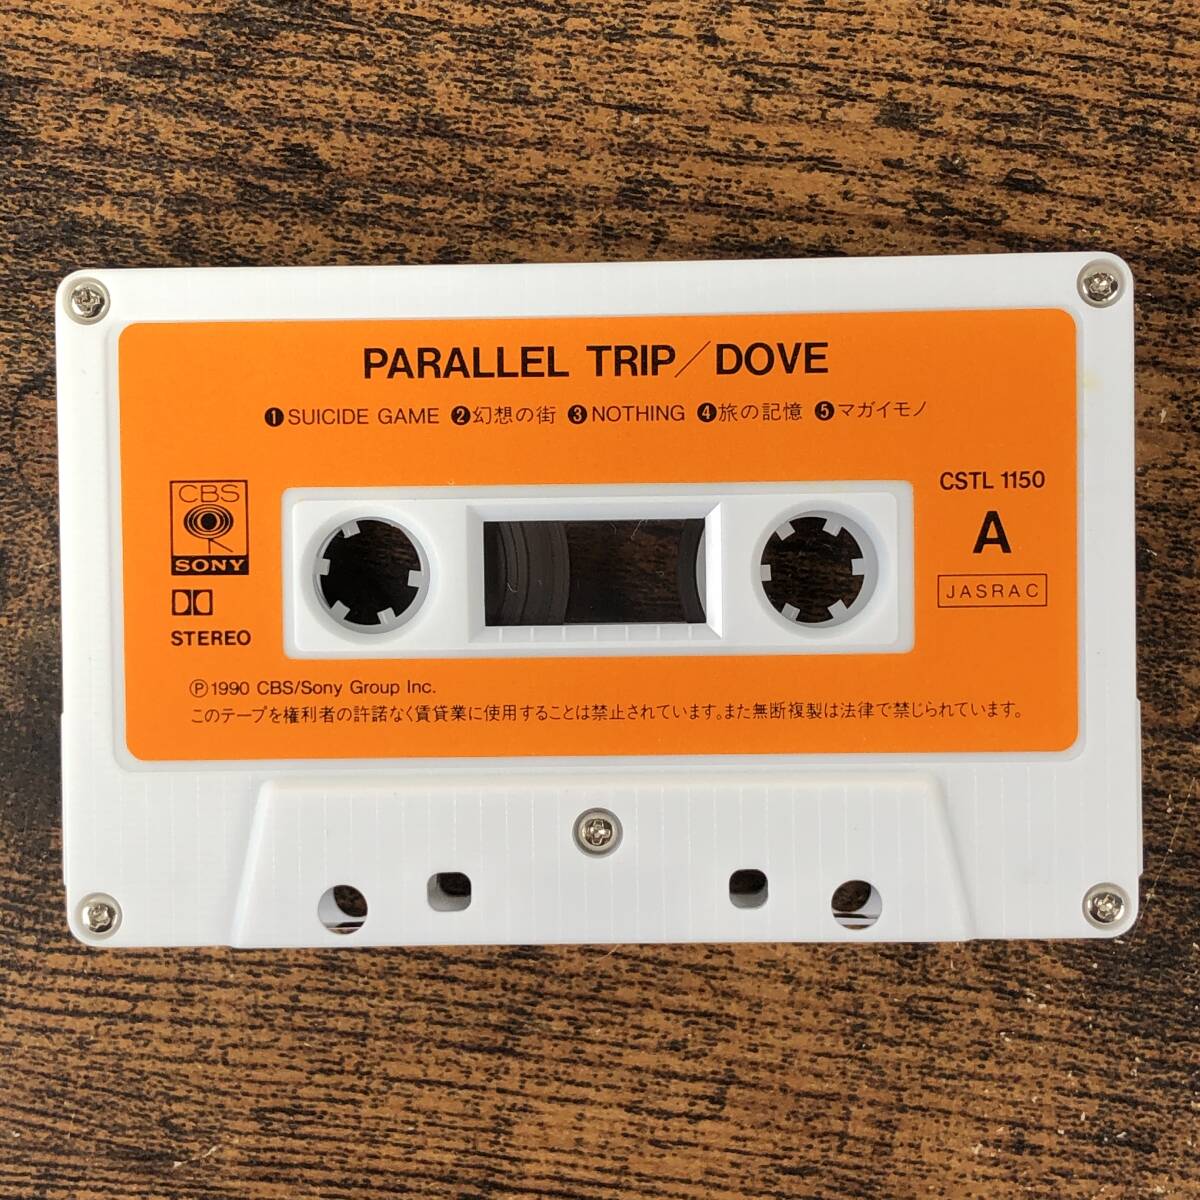 PARALLEL TRIP／DOVE
❶SUICIDE GAME ❷幻想の街 ❸NOTHING ❹旅の記憶 ❺マガイモノ
CBS
SONY
STEREO
CSTL 1150
A
JASRAC
Ⓟ1990 CBS/Sony Group Inc.
このテープを権利者の許諾なく賃貸業に使用することは禁止されています。また無断複製は法律で禁じられています。